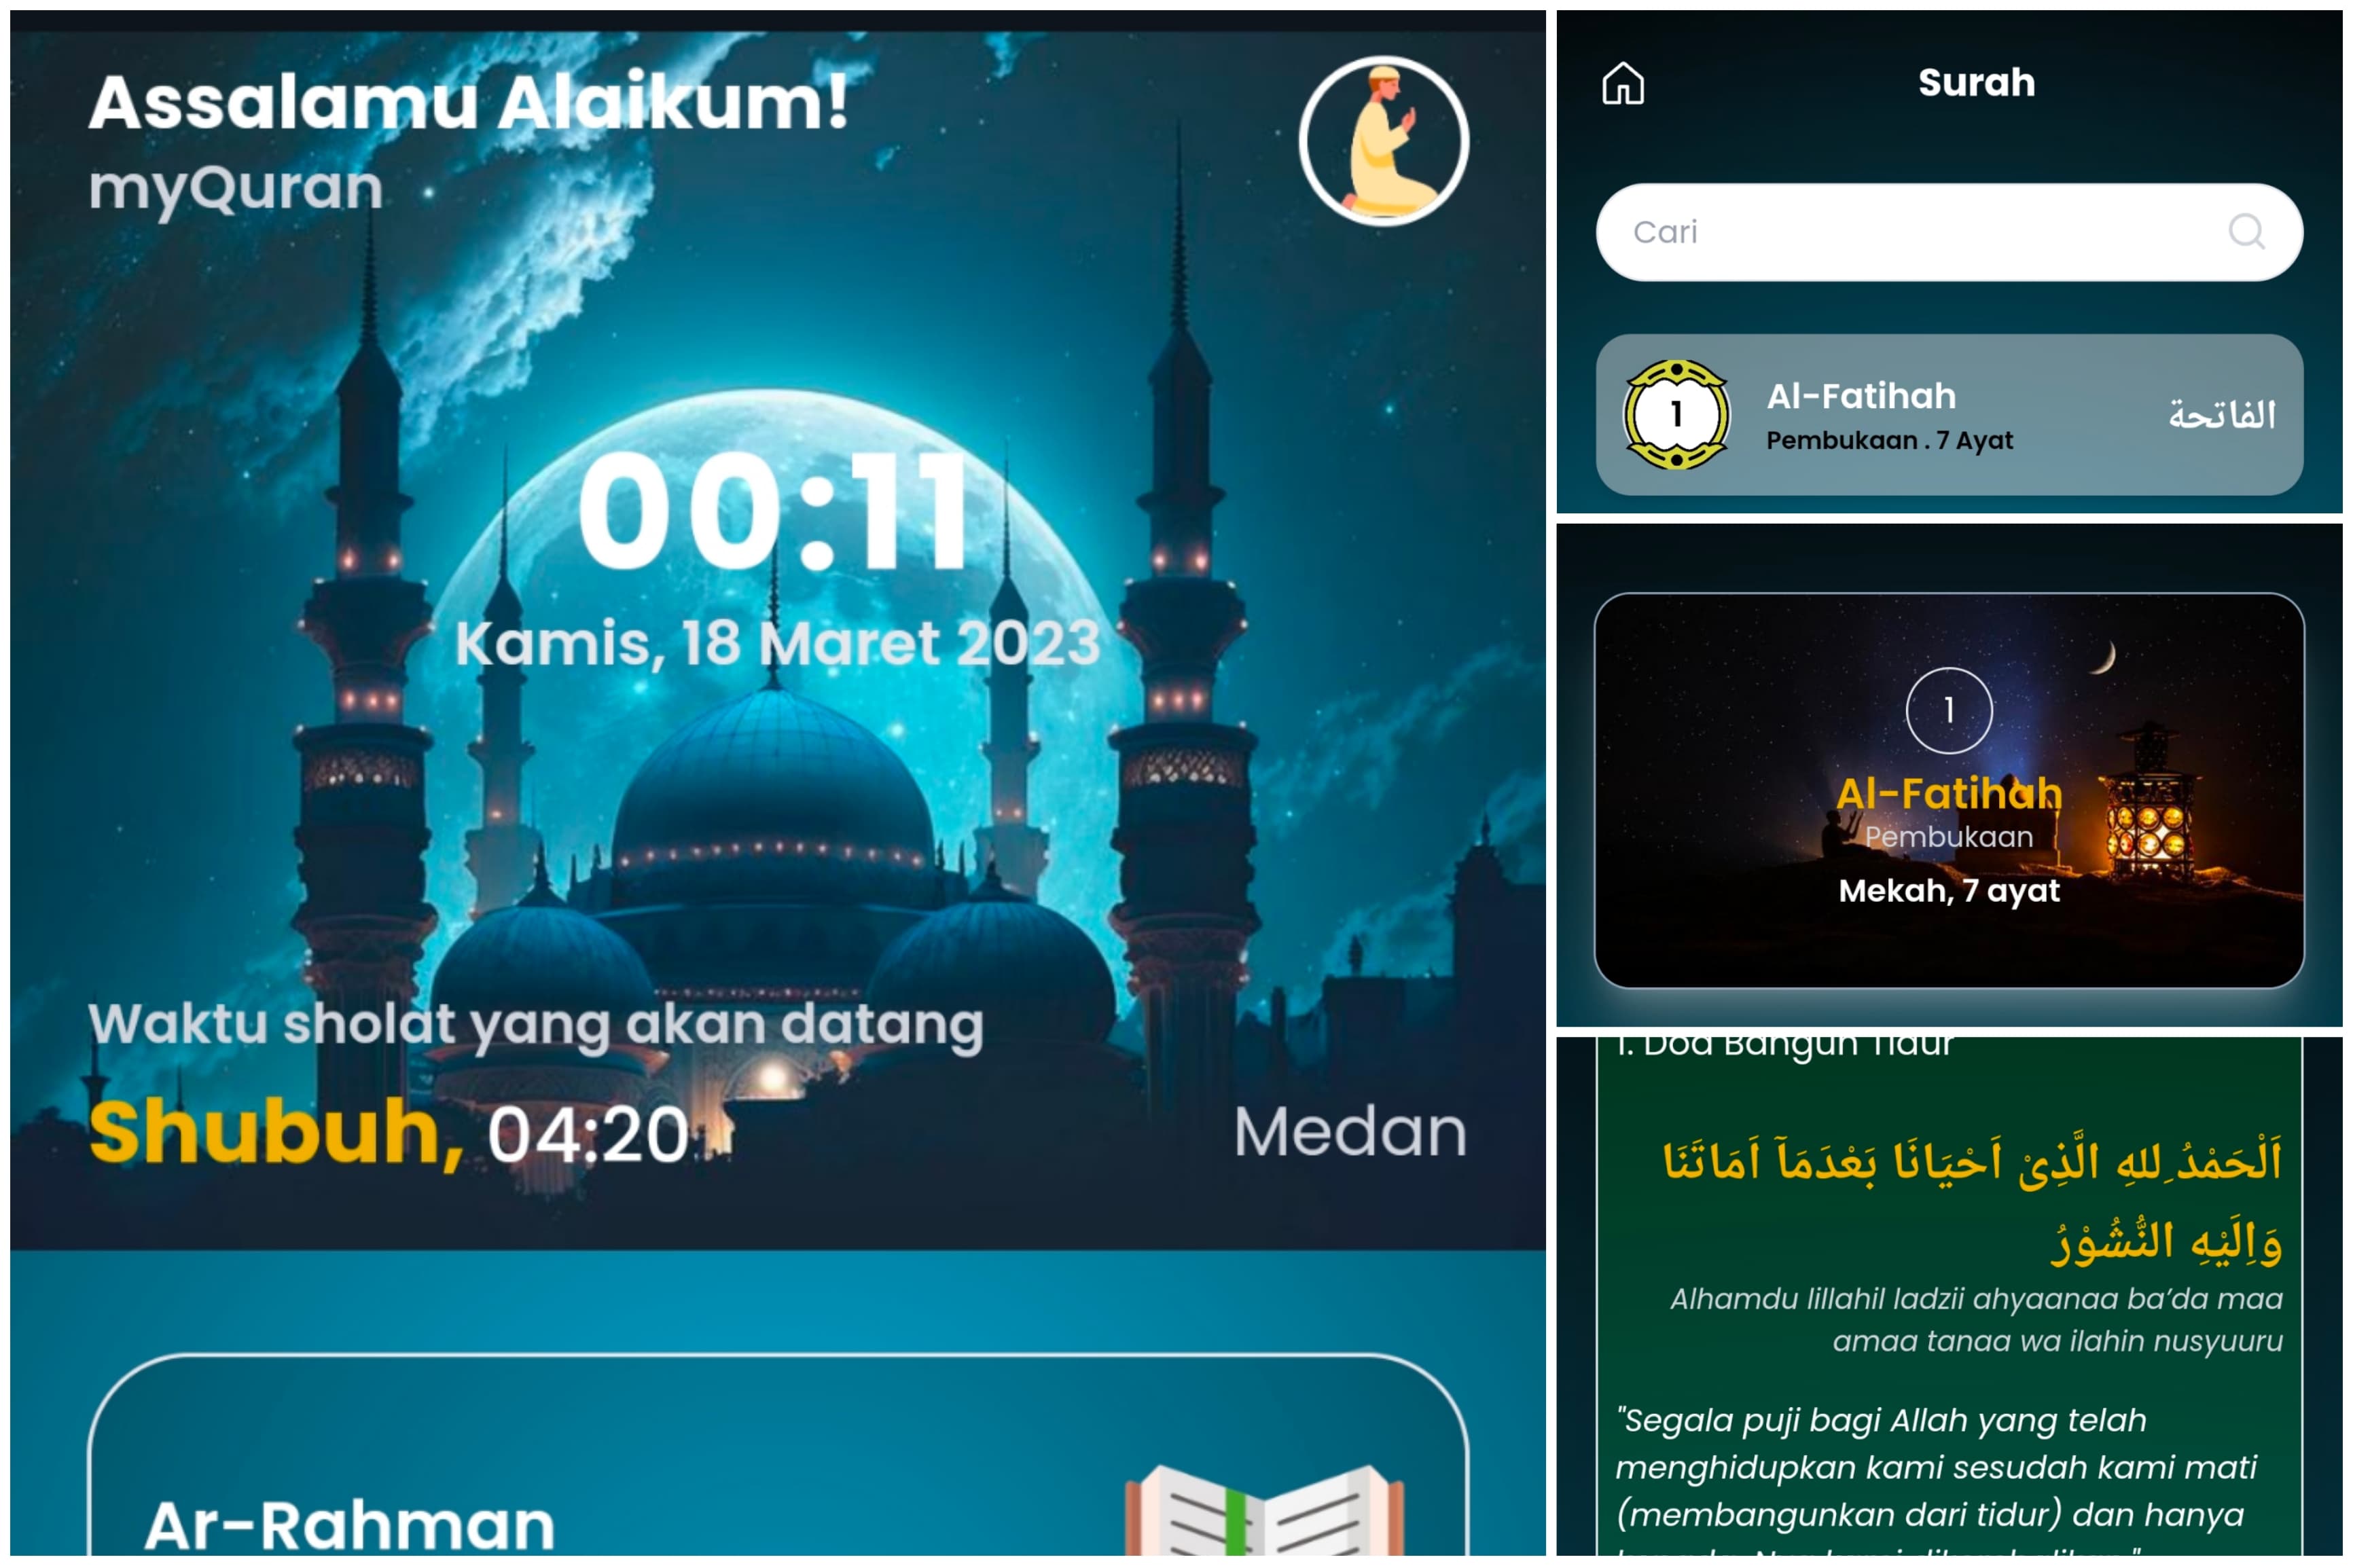 Assalamu Alaikum!
myQuran
00:11
Kamis, 18 Maret 2023
Waktu sholat yang akan datang
Shubuh, 04:20
Medan
Ar-Rahman
Surah
Cari
1
Al-Fatihah
Pembukaan . 7 Ayat
الفاتحة
1
Al-Fatihah
Pembukaan
Mekah, 7 ayat
1. Doa Bangun Tidur
اَلْحَمْدُ ِللهِ الَّذِىْ اَحْيَانَا بَعْدَمَآ اَمَاتَنَا
وَاِلَيْهِ النُّشُوْرُ
Alhamdu lillahil ladzii ahyaanaa ba’da maa
amaa tanaa wa ilahin nusyuuru
"Segala puji bagi Allah yang telah
menghidupkan kami sesudah kami mati
(membangunkan dari tidur) dan hanya